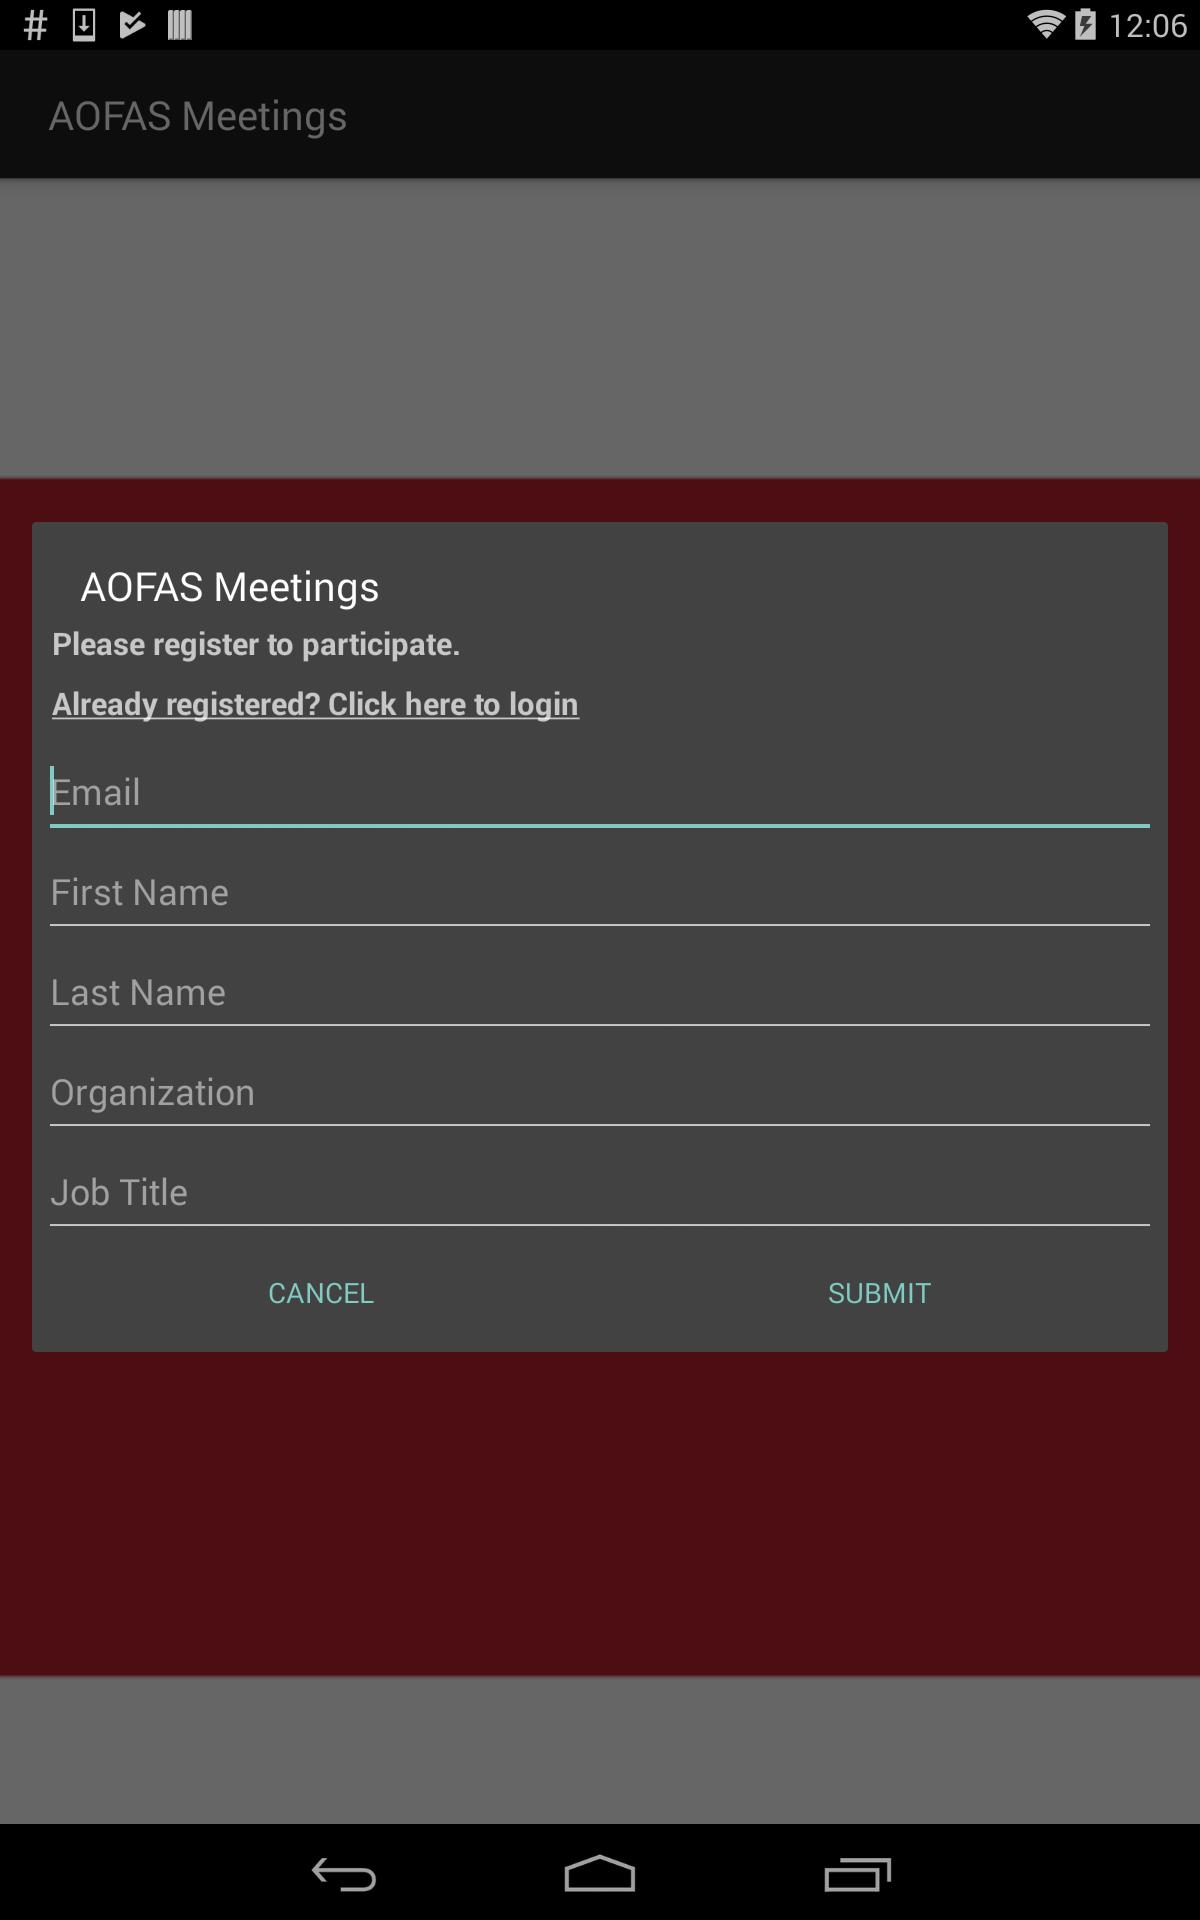 12:06
AOFAS Meetings
AOFAS Meetings
Please register to participate.
Already registered? Click here to login
Email
First Name
Last Name
Organization
Job Title
CANCEL
SUBMIT